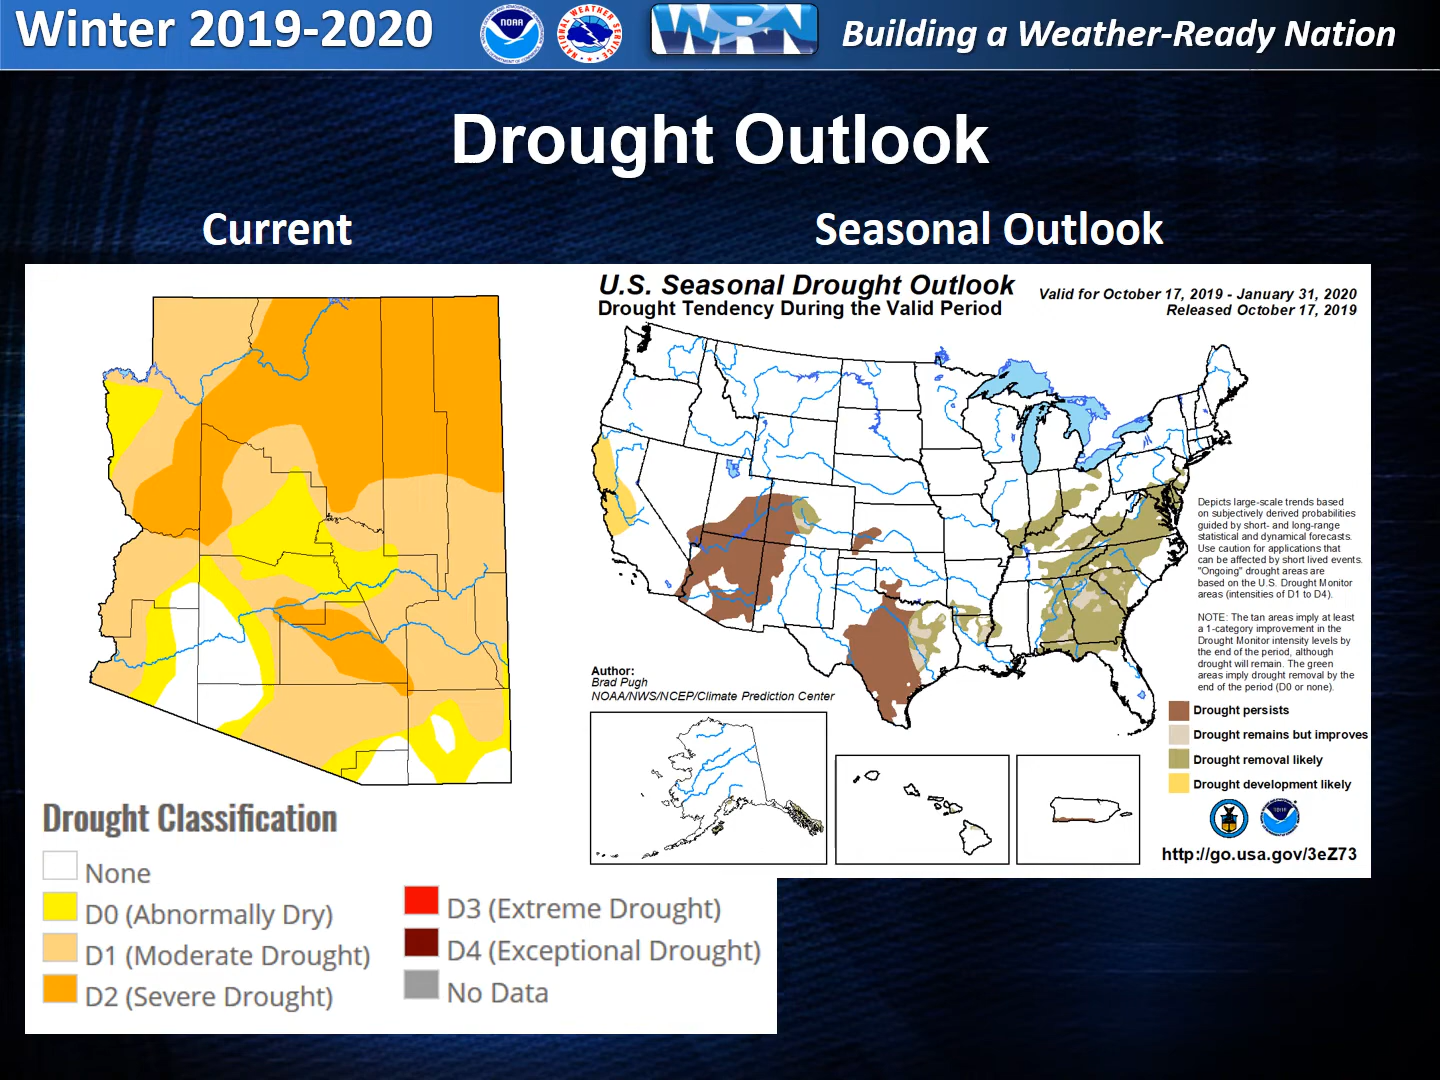 Winter 2019-2020
NOAA
NATIONAL WEATHER SERVICE
WRN
Building a Weather-Ready Nation
Drought Outlook
Current
Seasonal Outlook
U.S. Seasonal Drought Outlook
Drought Tendency During the Valid Period
Valid for October 17, 2019 - January 31, 2020
Released October 17, 2019
Depicts large-scale trends based
on subjectively derived probabilities
guided by short- and long-range
statistical and dynamical forecasts.
Use caution for applications that
can be affected by short lived events.
"Ongoing" drought areas are
based on the U.S. Drought Monitor
areas (intensities of D1 to D4).
NOTE: The tan areas imply at least
a 1-category improvement in the
Drought Monitor intensity levels by
the end of the period, although
drought will remain. The green
areas imply drought removal by the
end of the period (D0 or none).
Author:
Brad Pugh
NOAA/NWS/NCEP/Climate Prediction Center
Drought persists
Drought remains but improves
Drought removal likely
Drought development likely
http://go.usa.gov/3eZ73
Drought Classification
None
D0 (Abnormally Dry)
D1 (Moderate Drought)
D2 (Severe Drought)
D3 (Extreme Drought)
D4 (Exceptional Drought)
No Data